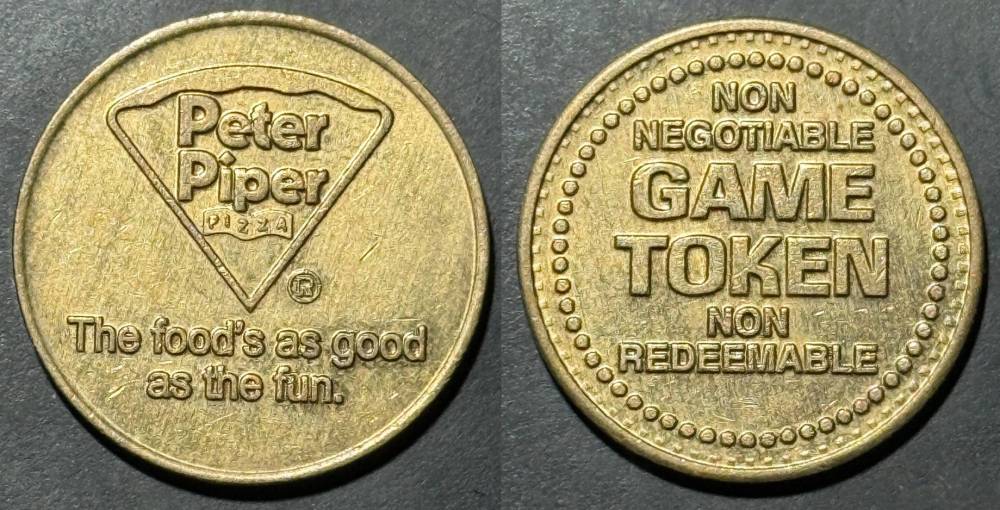 Peter
Piper
PIZZA
®
The food's as good
as the fun.
NON
NEGOTIABLE
GAME
TOKEN
NON
REDEEMABLE